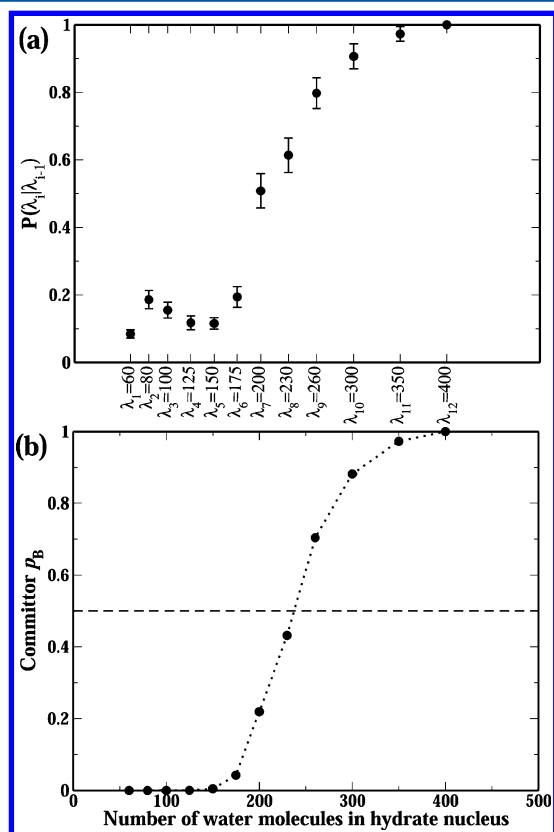 (a)
1
0.8
0.6
0.4
0.2
0
P(λi|λi-1)
λ1=60
λ2=80
λ3=100
λ4=125
λ5=150
λ6=175
λ7=200
λ8=230
λ9=260
λ10=300
λ11=350
λ12=400
(b)
1
0.8
0.6
0.4
0.2
0
Committor pB
0 100 200 300 400 500
Number of water molecules in hydrate nucleus